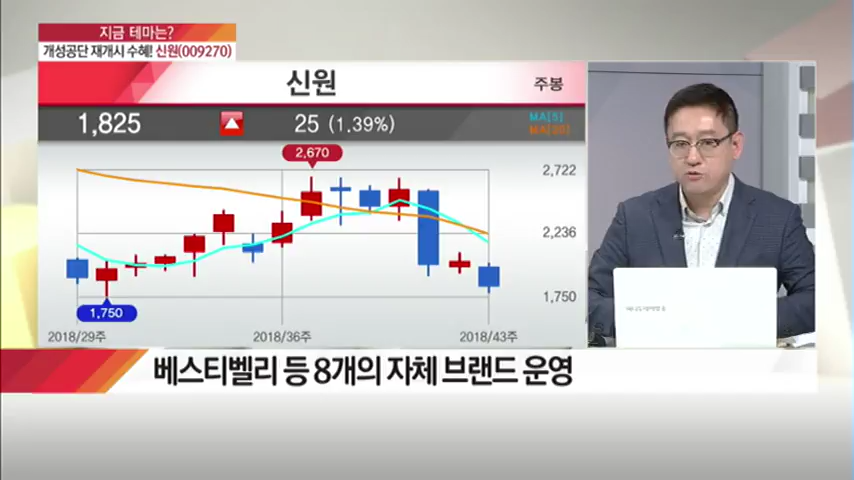 지금 테마는?
개성공단 재개시 수혜! 신원(009270)
신원
주봉
1,825
25 (1.39%)
MA[5]
2,670
2,722
2,236
1,750
1,750
2018/29주
2018/36주
2018/43주
베스티벨리 등 8개의 자체 브랜드 운영